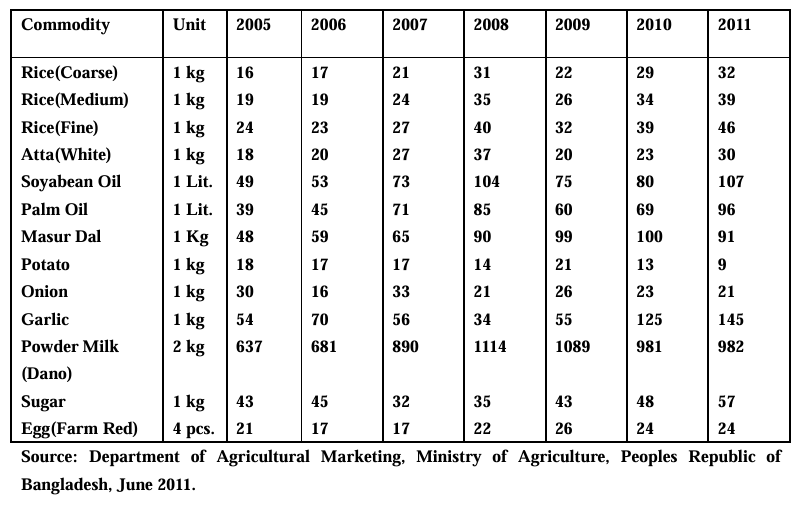 Commodity Unit 2005 2006 2007 2008 2009 2010 2011
Rice(Coarse) 1 kg 16 17 21 31 22 29 32
Rice(Medium) 1 kg 19 19 24 35 26 34 39
Rice(Fine) 1 kg 24 23 27 40 32 39 46
Atta(White) 1 kg 18 20 27 37 20 23 30
Soyabean Oil 1 Lit. 49 53 73 104 75 80 107
Palm Oil 1 Lit. 39 45 71 85 60 69 96
Masur Dal 1 Kg 48 59 65 90 99 100 91
Potato 1 kg 18 17 17 14 21 13 9
Onion 1 kg 30 16 33 21 26 23 21
Garlic 1 kg 54 70 56 34 55 125 145
Powder Milk 2 kg 637 681 890 1114 1089 981 982
(Dano)
Sugar 1 kg 43 45 32 35 43 48 57
Egg(Farm Red) 4 pcs. 21 17 17 22 26 24 24
Source: Department of Agricultural Marketing, Ministry of Agriculture, Peoples Republic of
Bangladesh, June 2011.